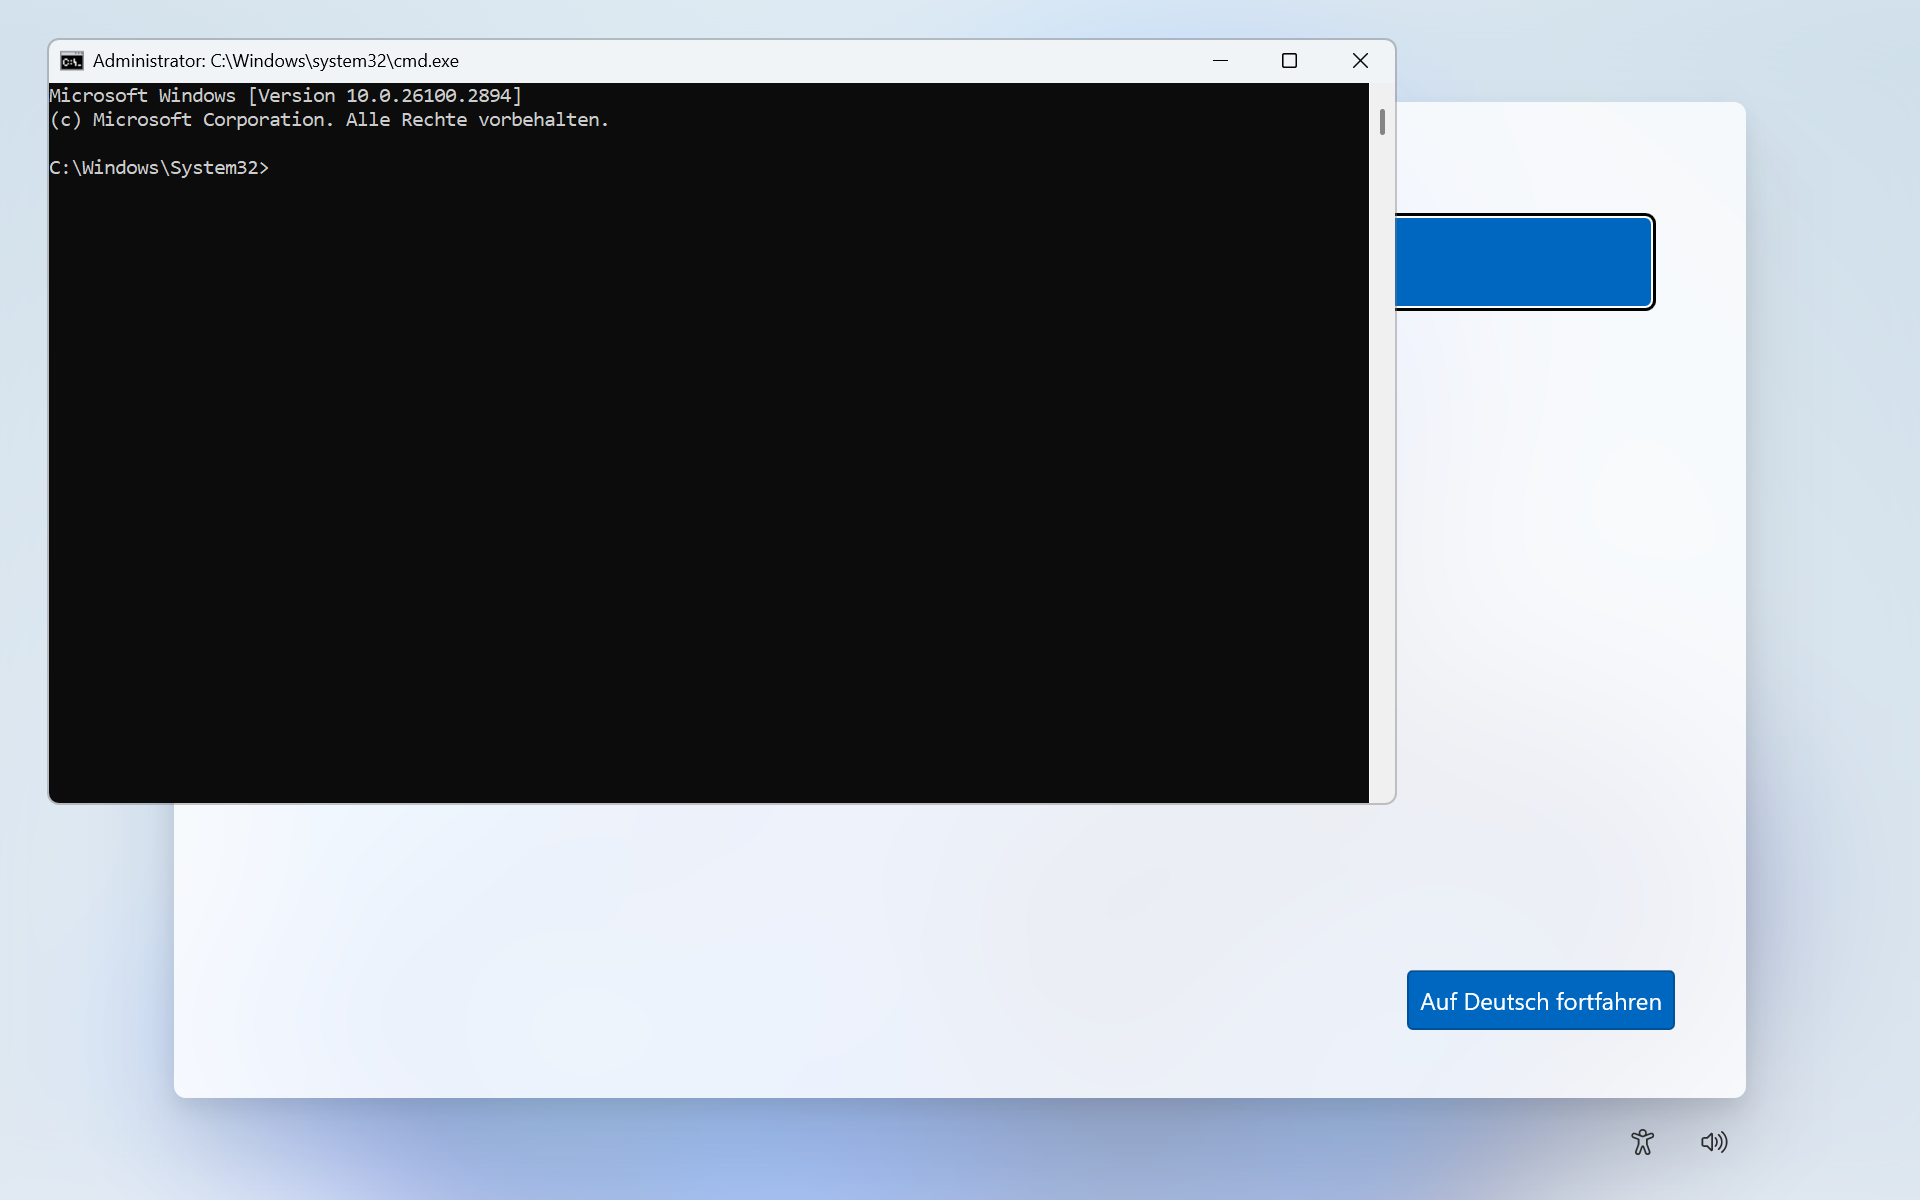 Administrator: C:\Windows\system32\cmd.exe
Microsoft Windows [Version 10.0.26100.2894]
(c) Microsoft Corporation. Alle Rechte vorbehalten.
C:\Windows\System32>
Auf Deutsch fortfahren